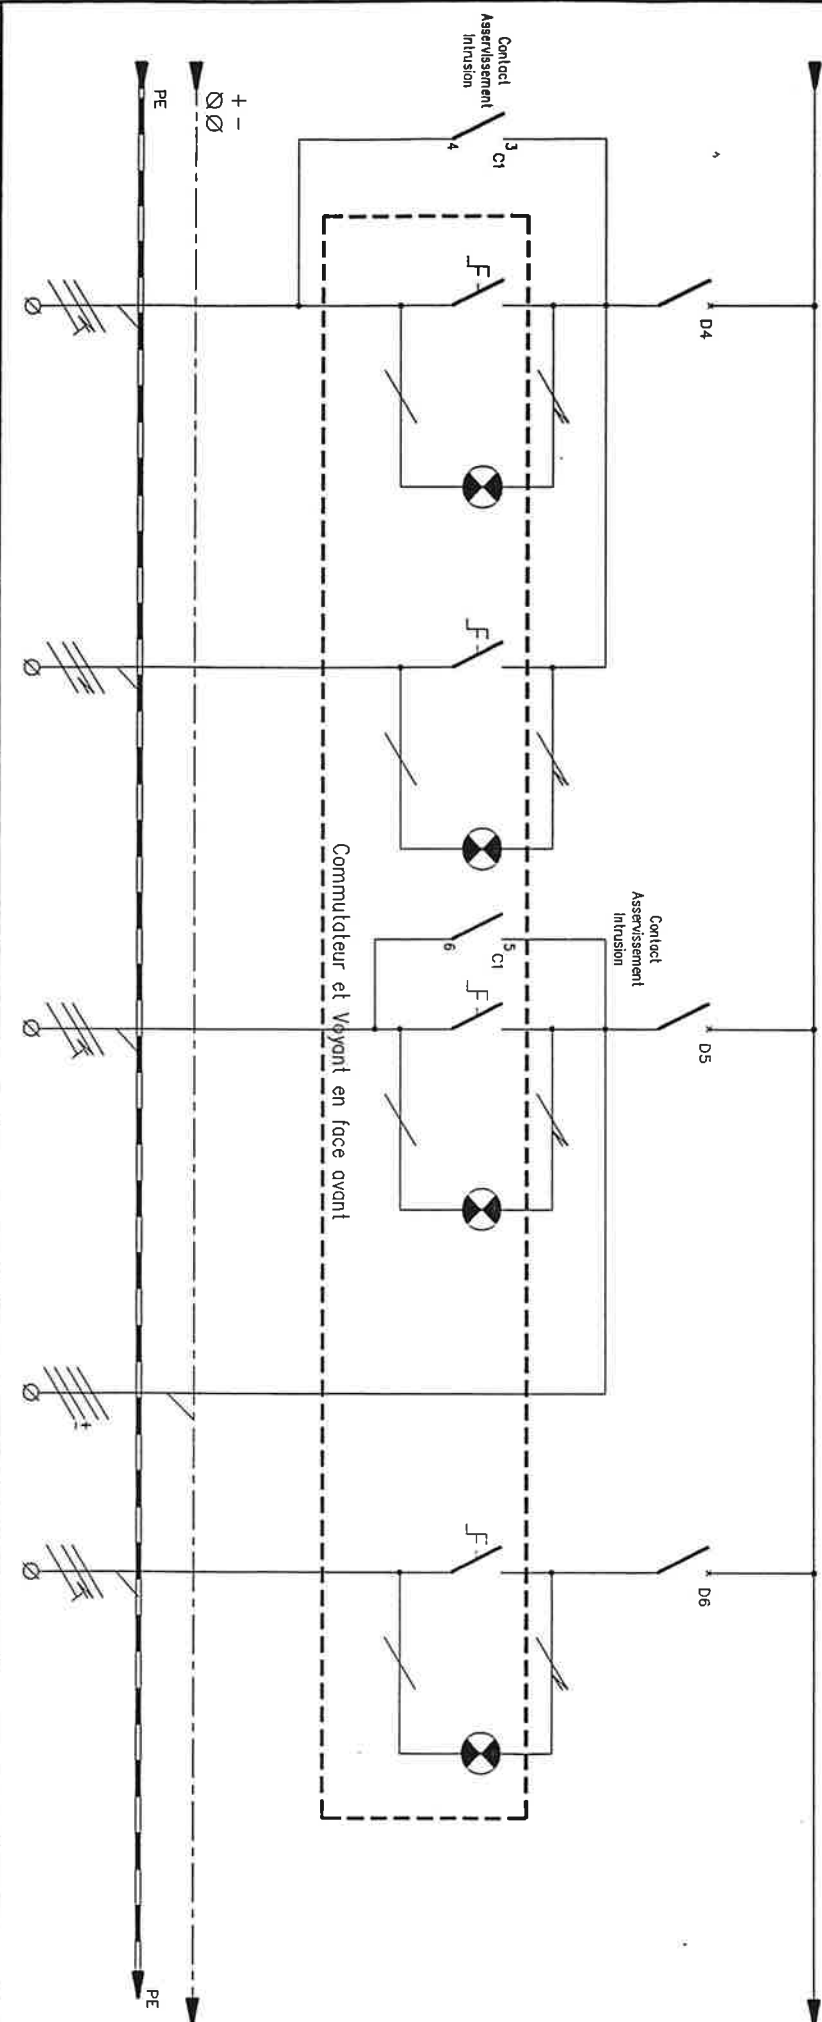 Contact
Asservissement
Intrusion
3
C1
4
D4
Contact
Asservissement
Intrusion
5
C1
6
D5
D6
Commutateur et Voyant en face avant
+ -
Ø Ø
PE
PE
+
-